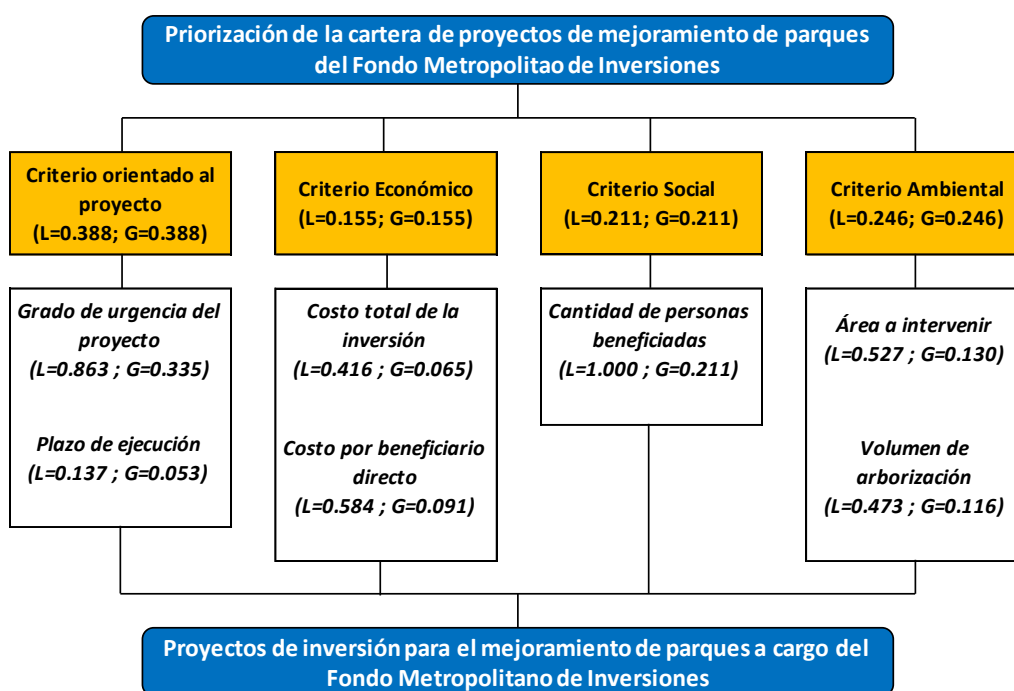 Priorización de la cartera de proyectos de mejoramiento de parques
del Fondo Metropolitao de Inversiones
Criterio orientado al
proyecto
(L=0.388; G=0.388)
Criterio Económico
(L=0.155; G=0.155)
Criterio Social
(L=0.211; G=0.211)
Criterio Ambiental
(L=0.246; G=0.246)
Grado de urgencia del
proyecto
(L=0.863 ; G=0.335)
Plazo de ejecución
(L=0.137 ; G=0.053)
Costo total de la
inversión
(L=0.416 ; G=0.065)
Costo por beneficiario
directo
(L=0.584 ; G=0.091)
Cantidad de personas
beneficiadas
(L=1.000 ; G=0.211)
Área a intervenir
(L=0.527 ; G=0.130)
Volumen de
arborización
(L=0.473 ; G=0.116)
Proyectos de inversión para el mejoramiento de parques a cargo del
Fondo Metropolitano de Inversiones